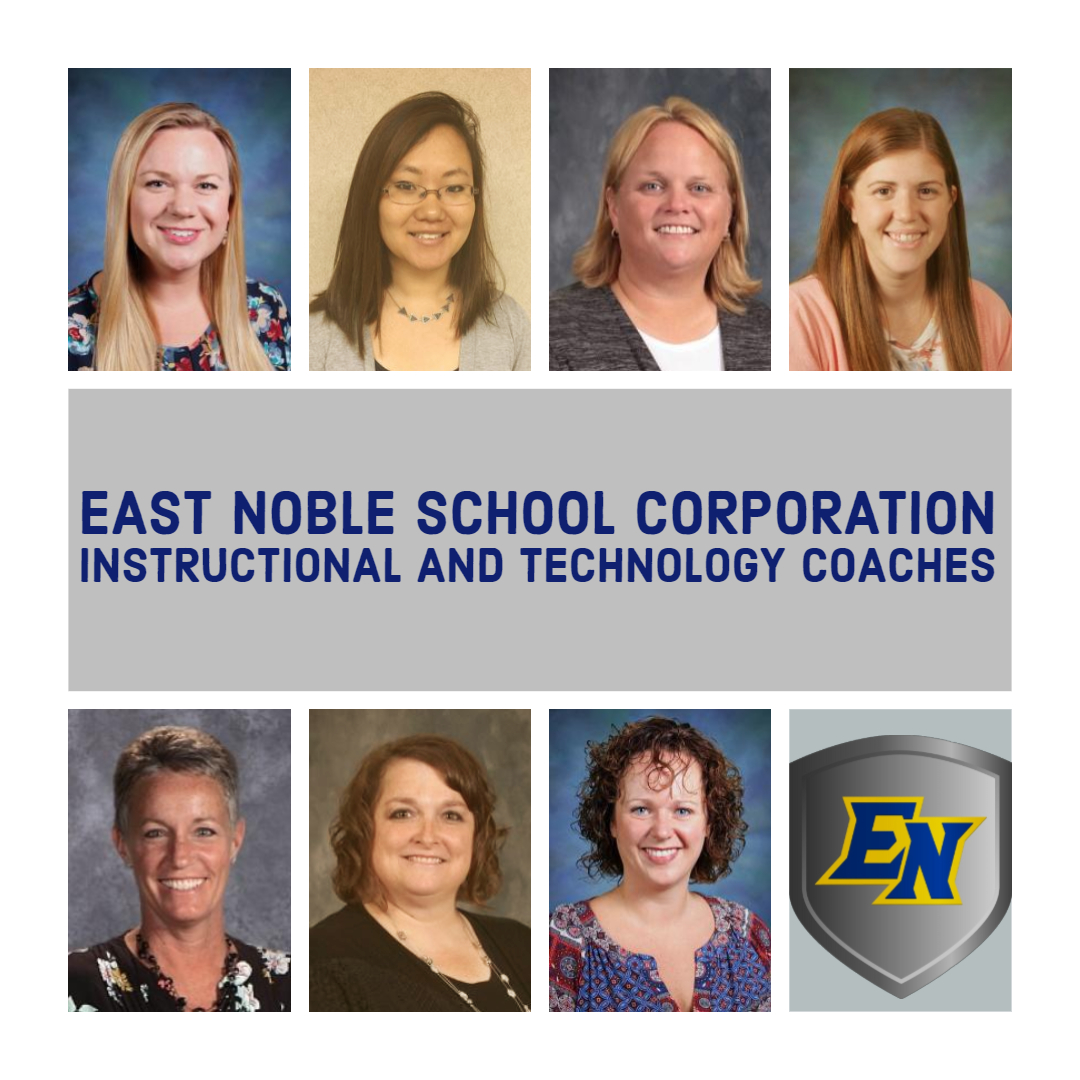 EAST NOBLE SCHOOL CORPORATION
INSTRUCTIONAL AND TECHNOLOGY COACHES
EN